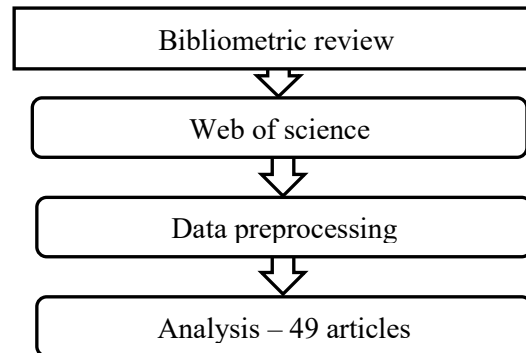 Bibliometric review
Web of science
Data preprocessing
Analysis – 49 articles